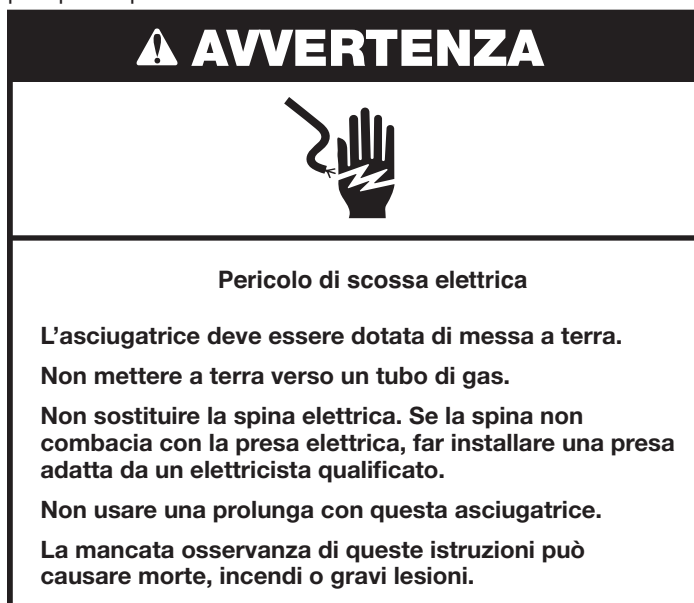 AVVERTENZA
Pericolo di scossa elettrica
L’asciugatrice deve essere dotata di messa a terra.
Non mettere a terra verso un tubo di gas.
Non sostituire la spina elettrica. Se la spina non
combacia con la presa elettrica, far installare una presa
adatta da un elettricista qualificato.
Non usare una prolunga con questa asciugatrice.
La mancata osservanza di queste istruzioni può
causare morte, incendi o gravi lesioni.